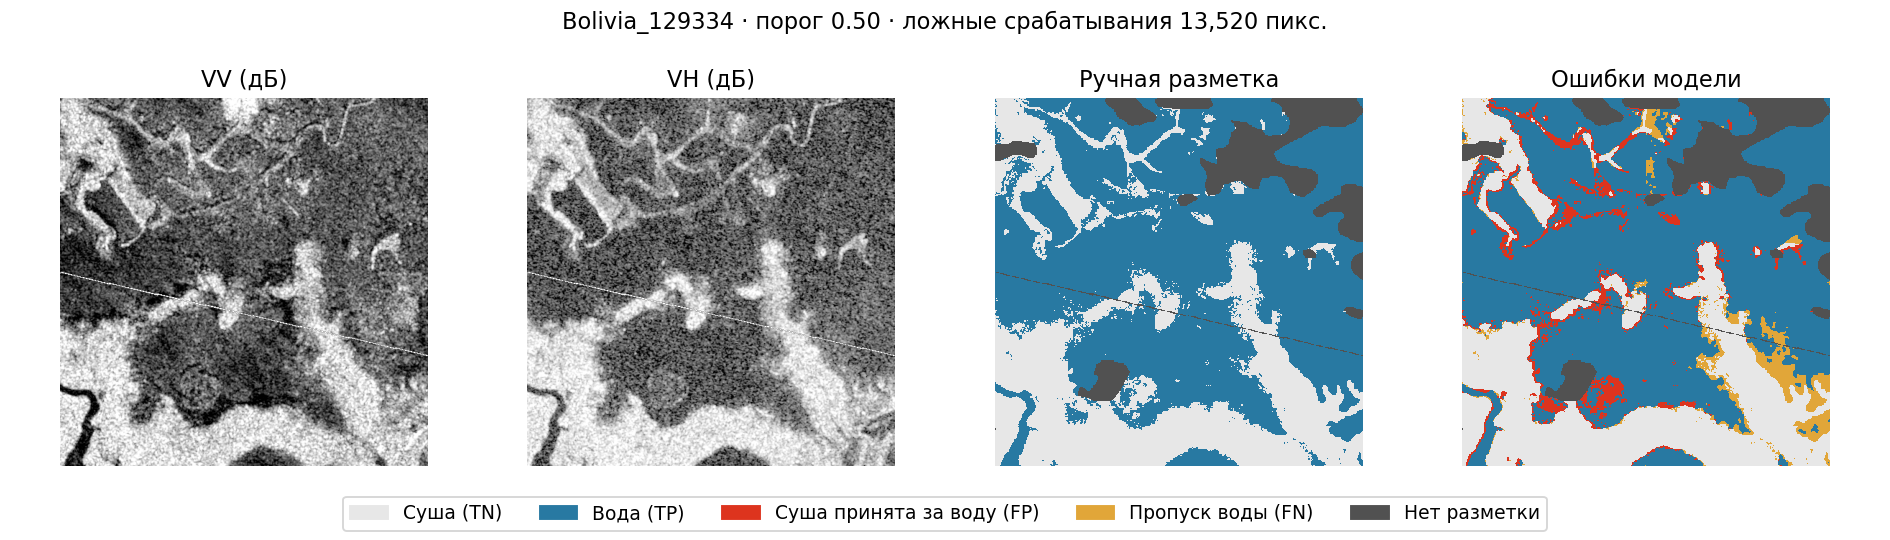 Bolivia_129334 · порог 0.50 · ложные срабатывания 13,520 пикс.
VV (дБ)
VH (дБ)
Ручная разметка
Ошибки модели
Суша (TN)
Вода (TP)
Суша принята за воду (FP)
Пропуск воды (FN)
Нет разметки